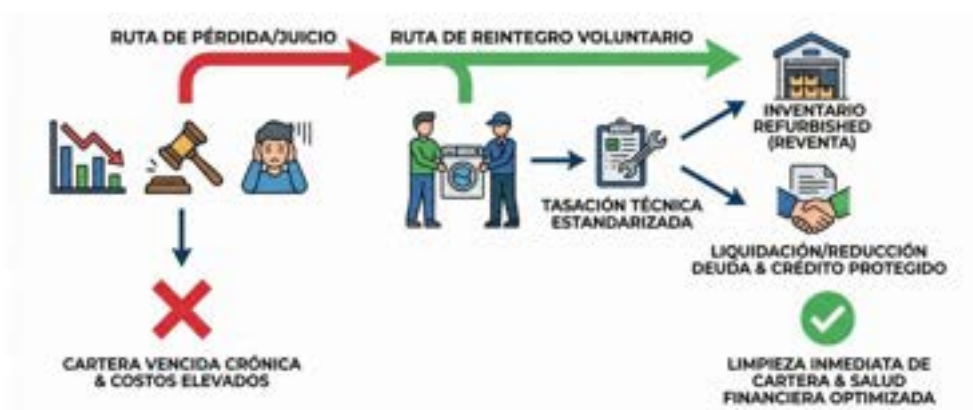 RUTA DE PÉRDIDA/JUICIO
RUTA DE REINTEGRO VOLUNTARIO
INVENTARIO
REFURBISHED
(REVENTA)
TASACIÓN TÉCNICA
ESTANDARIZADA
LIQUIDACIÓN/REDUCCIÓN
DEUDA & CRÉDITO PROTEGIDO
CARTERA VENCIDA CRÓNICA
& COSTOS ELEVADOS
LIMPIEZA INMEDIATA DE
CARTERA & SALUD
FINANCIERA OPTIMIZADA